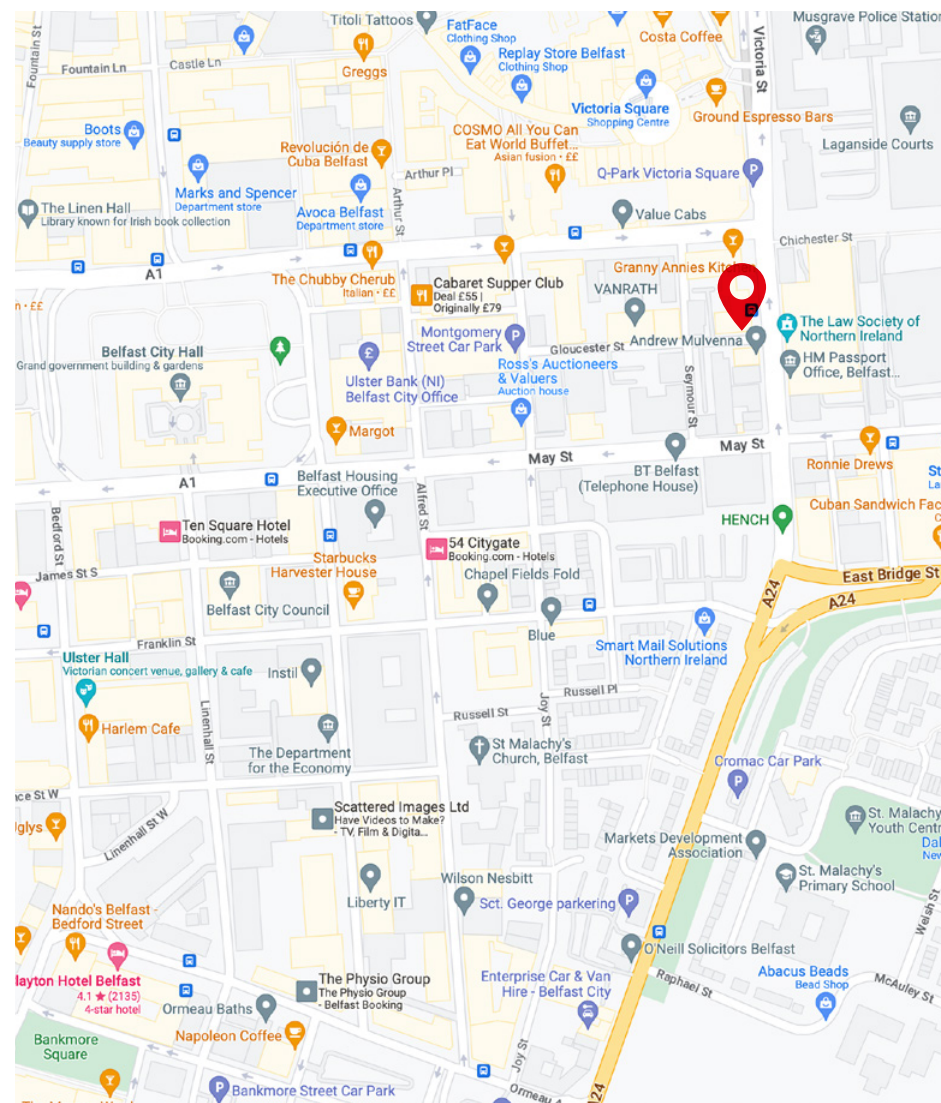 Titoli Tattoos
FatFace
Clothing Shop
Costa Coffee
Musgrave Police Station
Victoria St
Fountain St
Fountain Ln
Castle Ln
Greggs
Replay Store Belfast
Clothing Shop
Victoria Square
Shopping Centre
Ground Espresso Bars
Laganside Courts
Boots
Beauty supply store
Revolución de
Cuba Belfast
COSMO All You Can
Eat World Buffet...
Asian fusion • ££
Arthur Pl
Q-Park Victoria Square
Marks and Spencer
Department store
Avoca Belfast
Department store
Arthur St
The Linen Hall
Library known for Irish book collection
Value Cabs
Chichester St
A1
The Chubby Cherub
Italian • ££
Granny Annies
n • ££
Cabaret Supper Club
Deal £55 |
Originally £79
VANRATH
Montgomery
Street Car Park
Gloucester St
Andrew Mulvenna
The Law Society of
Northern Ireland
Belfast City Hall
Grand government building & gardens
Ulster Bank (NI)
Belfast City Office
Ross's Auctioneers
& Valuers
Auction house
HM Passport
Office, Belfast...
Seymour St
Margot
May St
May St
BT Belfast
(Telephone House)
Ronnie Drews
St
La
A1
Belfast Housing
Executive Office
Alfred St
Cuban Sandwich Fac
C
HENCH
Bedford St
Ten Square Hotel
Booking.com - Hotels
54 Citygate
Booking.com - Hotels
Starbucks
Harvester House
Chapel Fields Fold
James St S
East Bridge St
A24
A24
Belfast City Council
Blue
Smart Mail Solutions
Northern Ireland
Franklin St
Ulster Hall
Victorian concert venue, gallery & cafe
Instil
Russell Pl
Russell St
Joy St
Linenhall St
Harlem Cafe
The Department
for the Economy
St Malachy's
Church, Belfast
Cromac Car Park
ce St W
Linenhall St W
glys
Scattered Images Ltd
Have Videos to Make?
- TV, Film & Digita...
St. Malachy
Youth Centr
Dal
New
Markets Development
Association
Wilson Nesbitt
St. Malachy's
Primary School
Liberty IT
Sct. George parkering
Welsh St
Nando's Belfast -
Bedford Street
O'Neill Solicitors Belfast
layton Hotel Belfast
4.1 ★ (2135)
4-star hotel
The Physio Group
The Physio Group
- Belfast Booking
Enterprise Car & Van
Hire - Belfast City
Raphael St
Abacus Beads
Bead Shop
McAuley St
Ormeau Baths
Napoleon Coffee
Bankmore
Square
Joy St
Ormeau A
A24
Bankmore Street Car Park